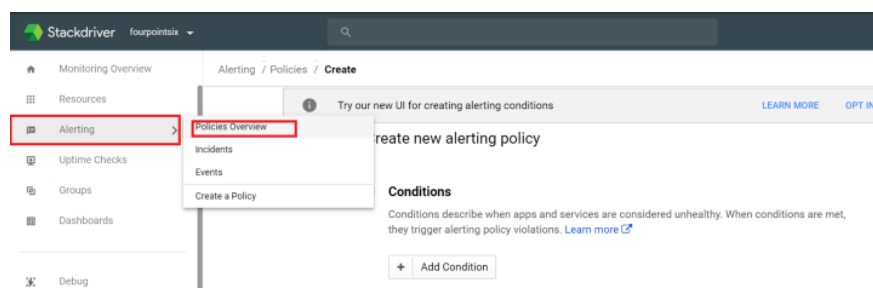 Stackdriver fourpointsix
Monitoring Overview
Resources
Alerting
Uptime Checks
Groups
Dashboards
Debug
Alerting / Policies / Create
Try our new UI for creating alerting conditions LEARN MORE OPT IN
Policies Overview
Incidents
Events
Create a Policy
reate new alerting policy
Conditions
Conditions describe when apps and services are considered unhealthy. When conditions are met,
they trigger alerting policy violations. Learn more
+ Add Condition